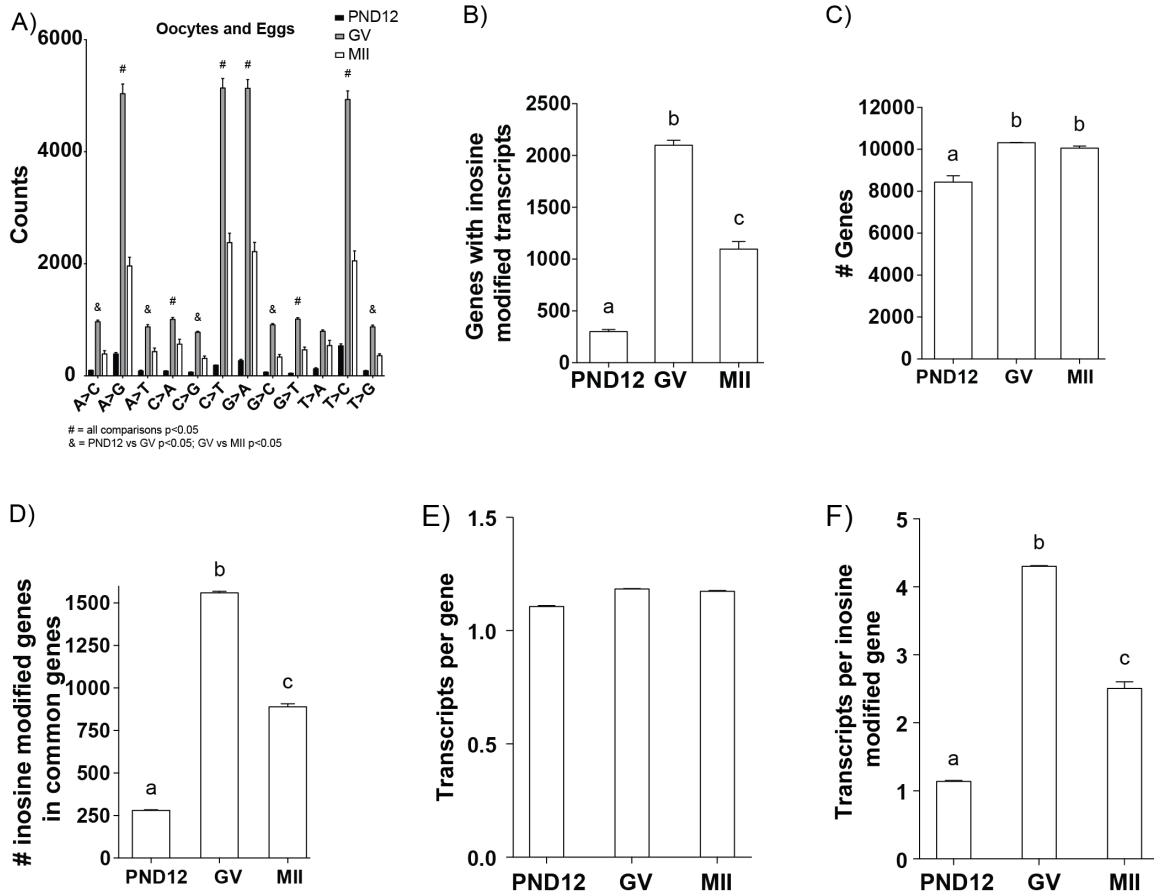 A)
Oocytes and Eggs
PND12
GV
MII
Counts
6000
4000
2000
0
# # # #
& & # & & # &
A>C A>G A>T C>A C>G C>T G>A G>C G>T T>A T>C T>G
# = all comparisons p<0.05
& = PND12 vs GV p<0.05; GV vs MII p<0.05
B)
Genes with inosine
modified transcripts
2500
2000
1500
1000
500
0
a b c
PND12 GV MII
C)
# Genes
12000
10000
8000
6000
4000
2000
0
a b b
PND12 GV MII
D)
# inosine modified genes
in common genes
1500
1250
1000
750
500
250
0
a b c
PND12 GV MII
E)
Transcripts per gene
1.5
1.0
0.5
0.0
PND12 GV MII
F)
Transcripts per inosine
modified gene
5
4
3
2
1
0
a b c
PND12 GV MII